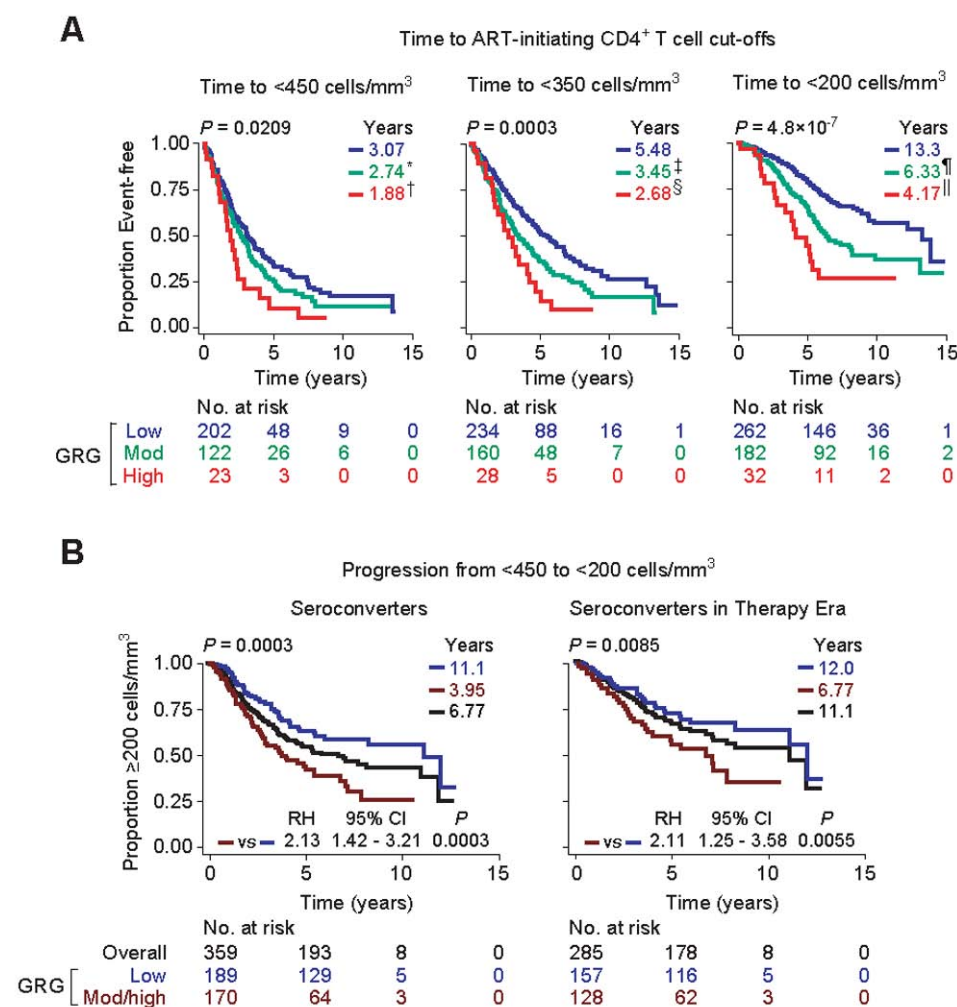 A
Time to ART-initiating CD4⁺ T cell cut-offs
Time to <450 cells/mm³
Time to <350 cells/mm³
Time to <200 cells/mm³
P = 0.0209
Years
3.07
2.74*
1.88†
P = 0.0003
Years
5.48
3.45‡
2.68§
P = 4.8×10⁻⁷
Years
13.3
6.33¶
4.17||
Proportion Event-free
1.00
0.75
0.50
0.25
0.00
0 5 10 15
0 5 10 15
0 5 10 15
Time (years)
Time (years)
Time (years)
No. at risk
No. at risk
No. at risk
GRG
Low 202 48 9 0 234 88 16 1 262 146 36 1
Mod 122 26 6 0 160 48 7 0 182 92 16 2
High 23 3 0 0 28 5 0 0 32 11 2 0
B
Progression from <450 to <200 cells/mm³
Seroconverters
Seroconverters in Therapy Era
P = 0.0003
Years
11.1
3.95
6.77
P = 0.0085
Years
12.0
6.77
11.1
Proportion ≥200 cells/mm³
1.00
0.75
0.50
0.25
0.00
RH 95% CI P
vs 2.13 1.42 - 3.21 0.0003
RH 95% CI P
vs 2.11 1.25 - 3.58 0.0055
0 5 10 15
0 5 10 15
Time (years)
Time (years)
No. at risk
No. at risk
Overall 359 193 8 0 285 178 8 0
GRG
Low 189 129 5 0 157 116 5 0
Mod/high 170 64 3 0 128 62 3 0